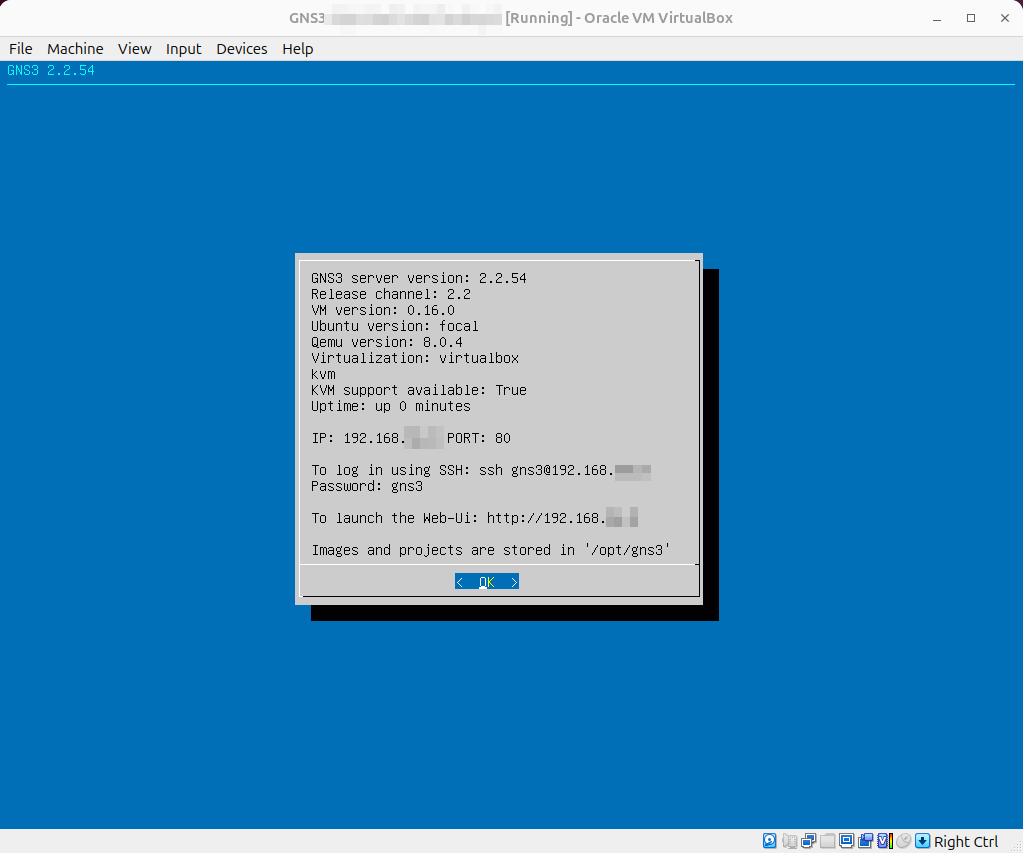 GNS3 [Running] - Oracle VM VirtualBox
File Machine View Input Devices Help
GNS3 2.2.54
GNS3 server version: 2.2.54
Release channel: 2.2
VM version: 0.16.0
Ubuntu version: focal
Qemu version: 8.0.4
Virtualization: virtualbox
kvm
KVM support available: True
Uptime: up 0 minutes
IP: 192.168. PORT: 80
To log in using SSH: ssh gns3@192.168.
Password: gns3
To launch the Web-Ui: http://192.168.
Images and projects are stored in '/opt/gns3'
< OK >
Right Ctrl